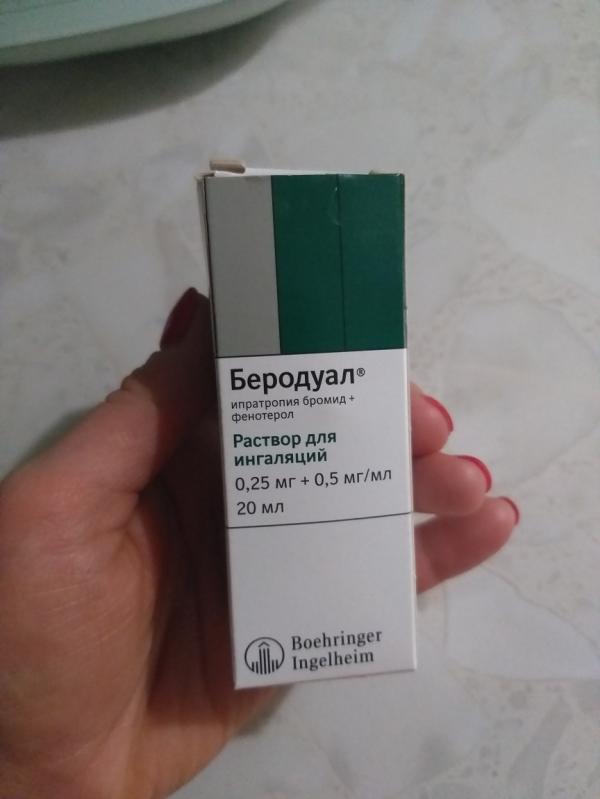 Беродуал®
ипратропия бромид +
фенотерол
Раствор для
ингаляций
0,25 мг + 0,5 мг/мл
20 мл
Boehringer
Ingelheim